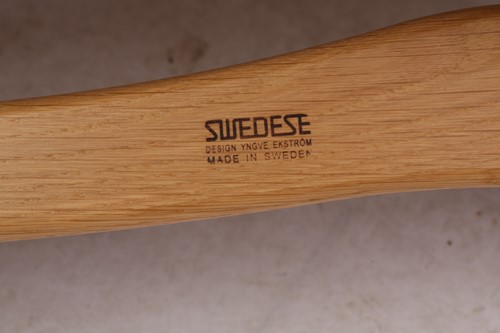 SWEDESE
DESIGN YNGVE EKSTRÖM
MADE IN SWEDEN